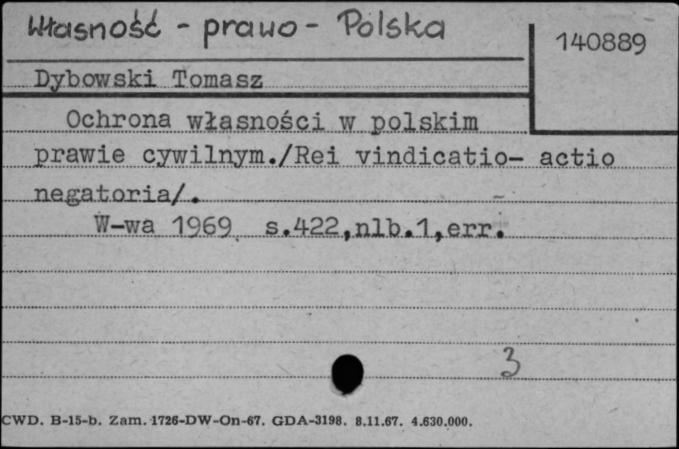 Własność - prawo - Polska
140889
Dybowski Tomasz
Ochrona własności w polskim
prawie cywilnym./Rei vindicatio- actio
negatoria/.
W-wa 1969 s.422,nlb.1,err.
3
CWD. B-15-b. Zam. 1726-DW-On-67. GDA-3198. 8.11.67. 4.630.000.